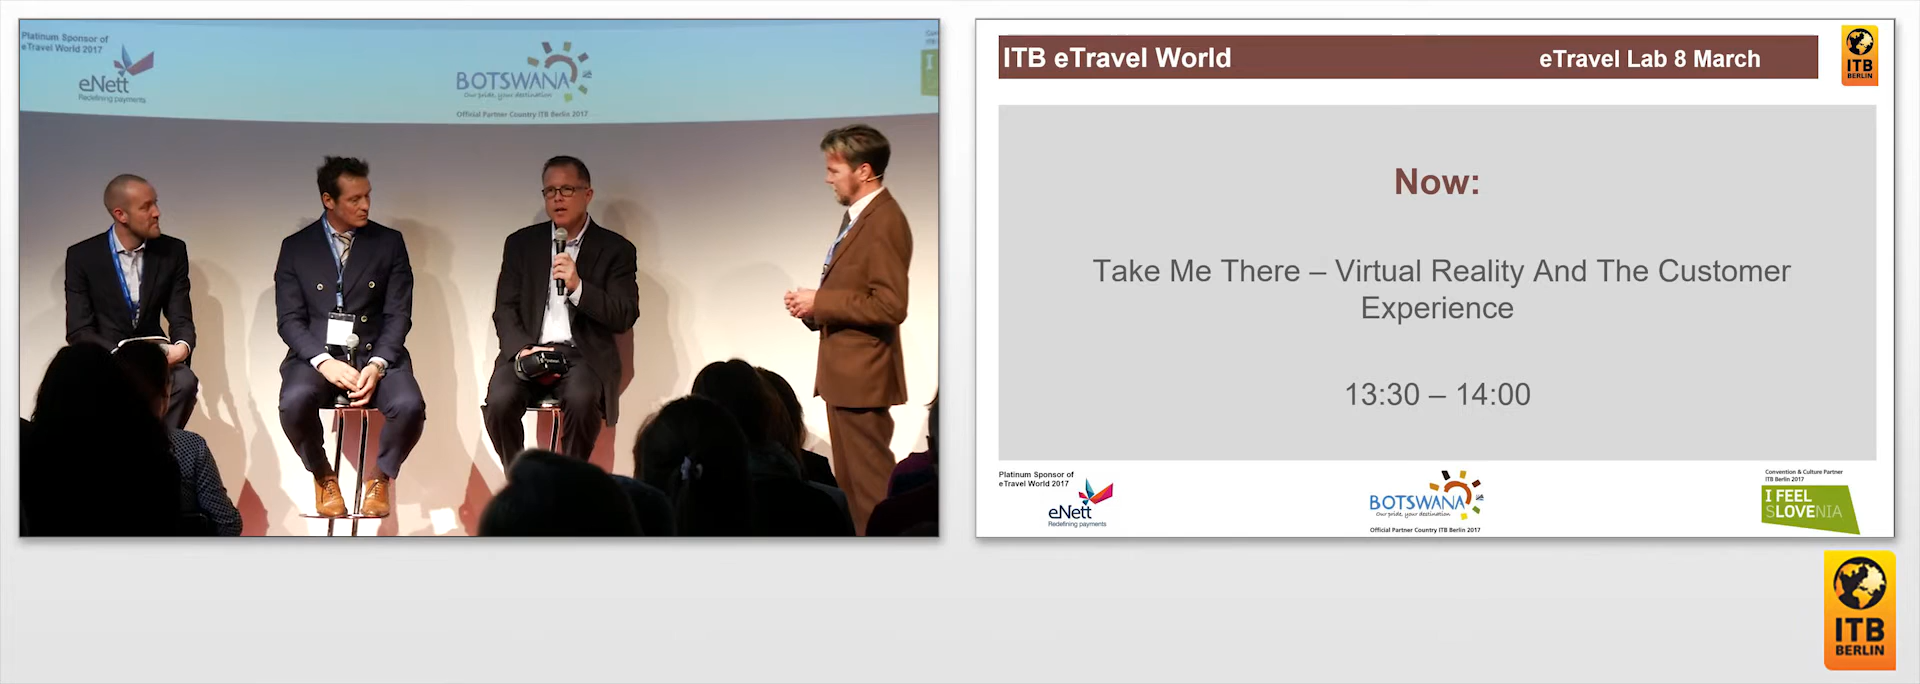 Platinum Sponsor of
eTravel World 2017
eNett
Redefining payments
BOTSWANA
Our pride, your destination
Official Partner Country ITB Berlin 2017
ITB eTravel World
eTravel Lab 8 March
ITB
BERLIN
Now:
Take Me There – Virtual Reality And The Customer
Experience
13:30 – 14:00
Platinum Sponsor of
eTravel World 2017
eNett
Redefining payments
BOTSWANA
Our pride, your destination
Official Partner Country ITB Berlin 2017
Convention & Culture Partner
ITB Berlin 2017
I FEEL
SLOVENIA
ITB
BERLIN